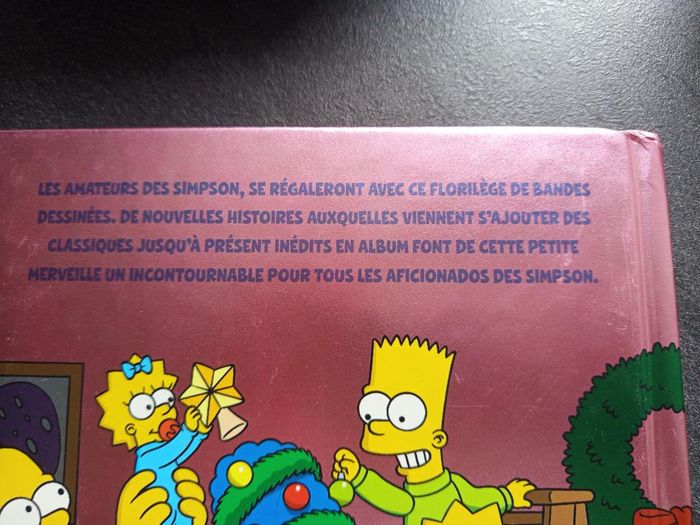 LES AMATEURS DES SIMPSON, SE RÉGALERONT AVEC CE FLORILÈGE DE BANDES
DESSINÉES. DE NOUVELLES HISTOIRES AUXQUELLES VIENNENT S'AJOUTER DES
CLASSIQUES JUSQU'À PRÉSENT INÉDITS EN ALBUM FONT DE CETTE PETITE
MERVEILLE UN INCONTOURNABLE POUR TOUS LES AFICIONADOS DES SIMPSON.